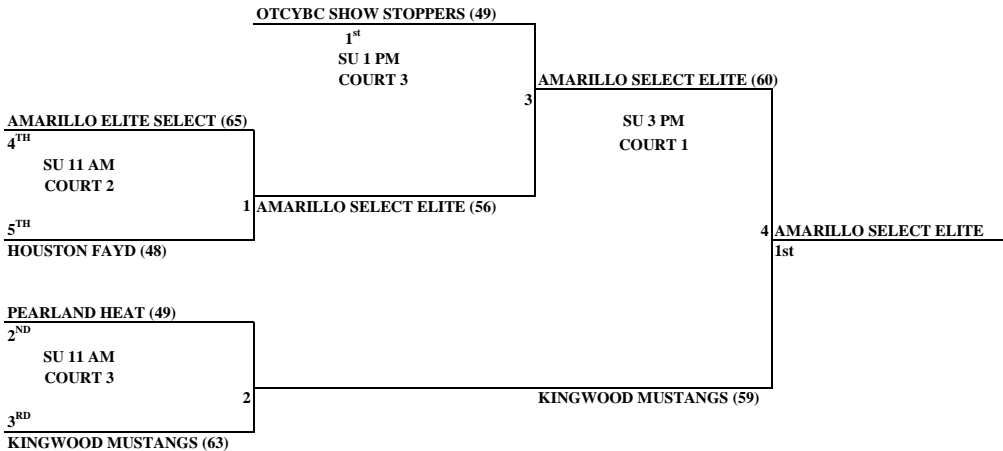 OTCYBC SHOW STOPPERS (49)
1st
SU 1 PM
COURT 3
AMARILLO SELECT ELITE (60)
3
SU 3 PM
COURT 1
AMARILLO ELITE SELECT (65)
4TH
SU 11 AM
COURT 2
1 AMARILLO SELECT ELITE (56)
5TH
HOUSTON FAYD (48)
4 AMARILLO SELECT ELITE
1st
PEARLAND HEAT (49)
2ND
SU 11 AM
COURT 3
2
KINGWOOD MUSTANGS (59)
3RD
KINGWOOD MUSTANGS (63)